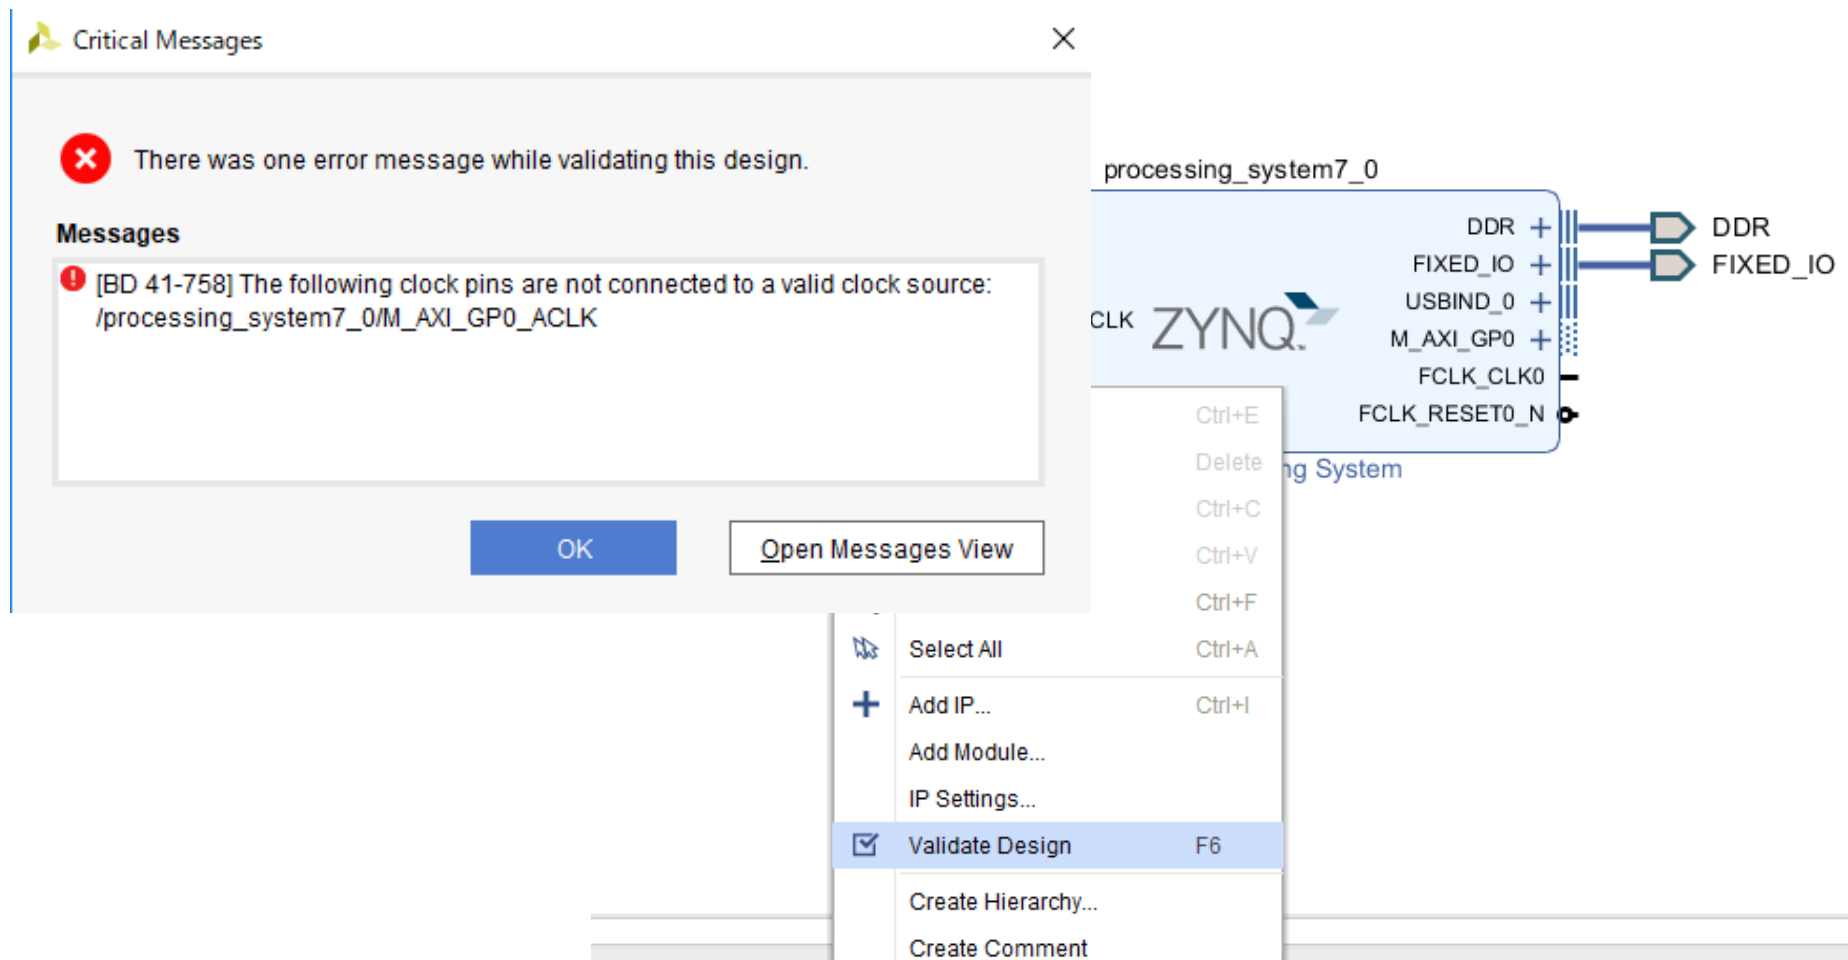 Critical Messages
There was one error message while validating this design.
Messages
[BD 41-758] The following clock pins are not connected to a valid clock source:
/processing_system7_0/M_AXI_GP0_ACLK
OK
Open Messages View
processing_system7_0
DDR
FIXED_IO
USBIND_0
M_AXI_GP0
FCLK_CLK0
FCLK_RESET0_N
CLK
ZYNQ
DDR
FIXED_IO
ng System
Ctrl+E
Delete
Ctrl+C
Ctrl+V
Ctrl+F
Select All Ctrl+A
Add IP... Ctrl+I
Add Module...
IP Settings...
Validate Design F6
Create Hierarchy...
Create Comment